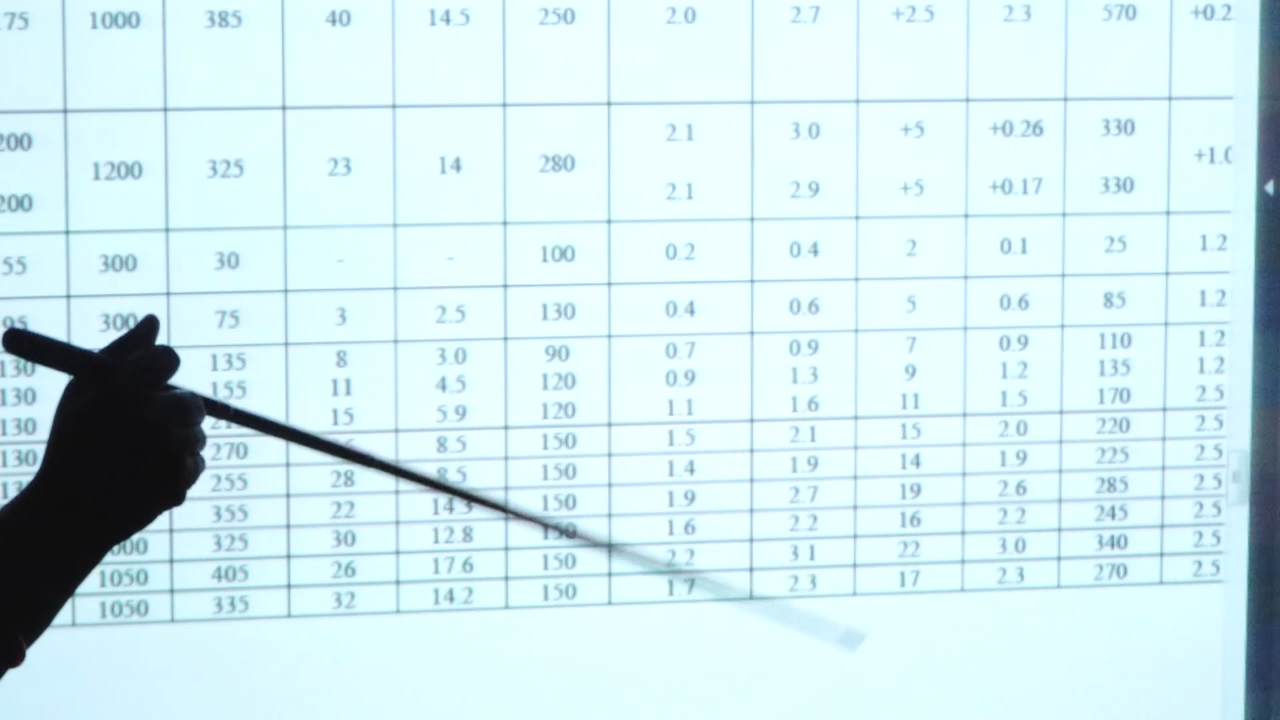 75 1000 385 40 14.5 250 2.0 2.7 +2.5 2.3 570 +0.2
200 2.1 3.0 +5 +0.26 330
1200 325 23 14 280 +1.0
200 2.1 2.9 +5 +0.17 330
55 300 30 - - 100 0.2 0.4 2 0.1 25 1.2
95 300 75 3 2.5 130 0.4 0.6 5 0.6 85 1.2
130 135 8 3.0 90 0.7 0.9 7 0.9 110 1.2
130 155 11 4.5 120 0.9 1.3 9 1.2 135 1.2
130 15 5.9 120 1.1 1.6 11 1.5 170 2.5
130 270 8.5 150 1.5 2.1 15 2.0 220 2.5
255 28 8.5 150 1.4 1.9 14 1.9 225 2.5
355 22 14.3 150 1.9 2.7 19 2.6 285 2.5
000 325 30 12.8 150 1.6 2.2 16 2.2 245 2.5
1050 405 26 17.6 150 2.2 3.1 22 3.0 340 2.5
1050 335 32 14.2 150 1.7 2.3 17 2.3 270 2.5